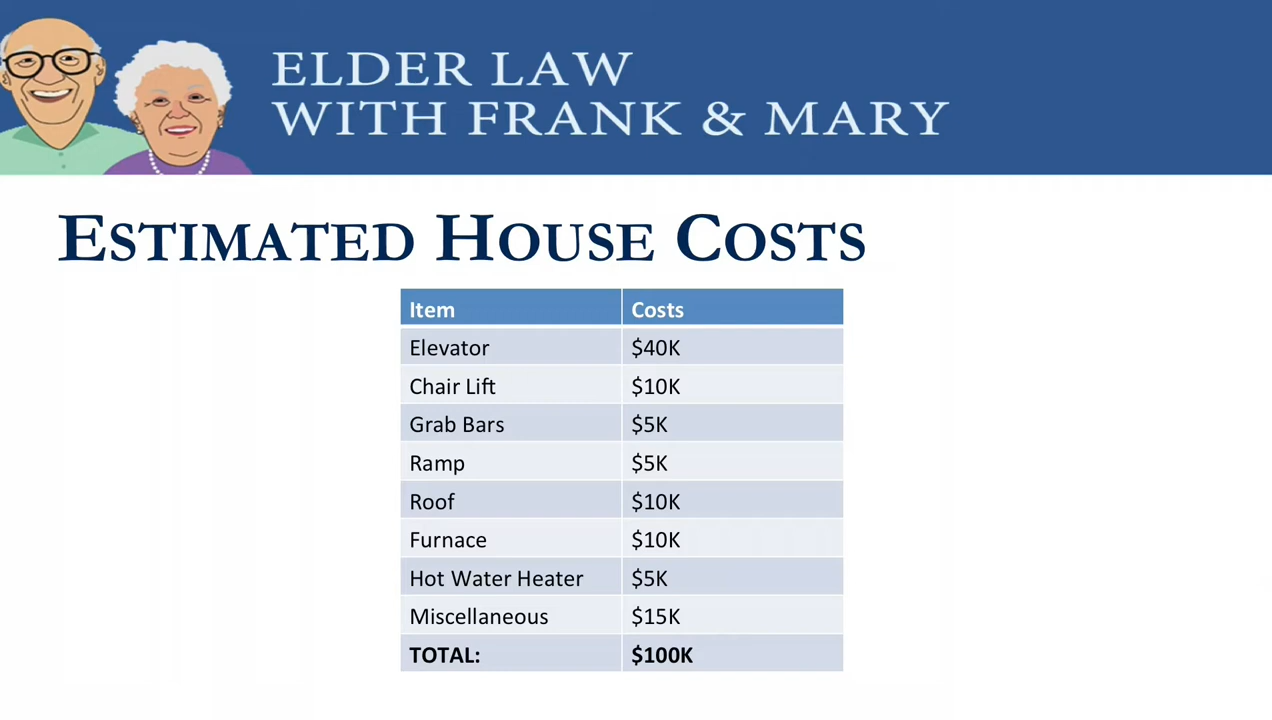 ELDER LAW
WITH FRANK & MARY
ESTIMATED HOUSE COSTS
Item Costs
Elevator $40K
Chair Lift $10K
Grab Bars $5K
Ramp $5K
Roof $10K
Furnace $10K
Hot Water Heater $5K
Miscellaneous $15K
TOTAL: $100K